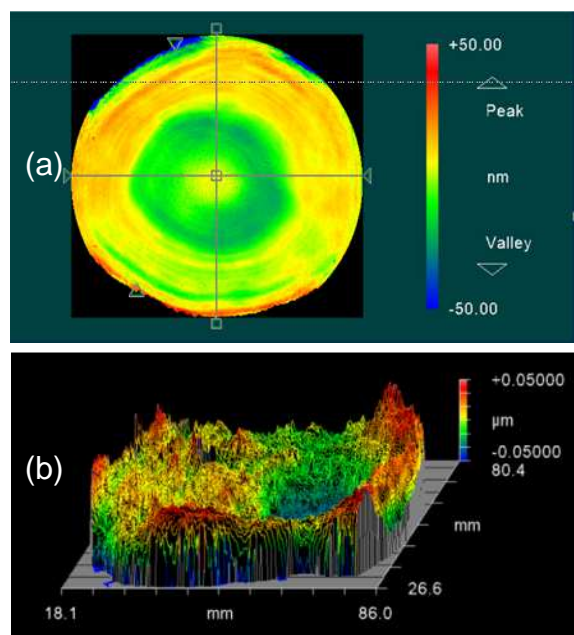 (a)
+50.00
Peak
nm
Valley
-50.00
(b)
+0.05000
µm
-0.05000
80.4
mm
26.6
18.1
mm
86.0